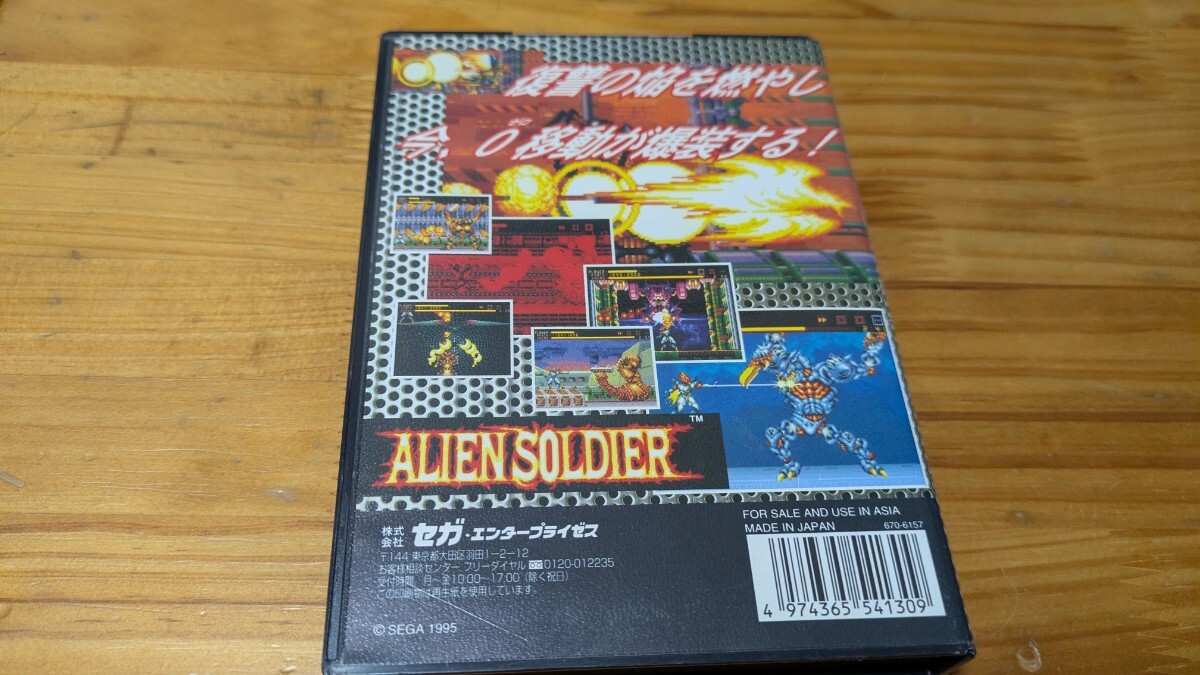 復讐の焔を燃やし
今、0移動が爆装する!
ALIEN SOLDIER™
株式会社 セガ・エンタープライゼス
〒144 東京都大田区羽田1-2-12
お客様相談センター フリーダイヤル 0120-012235
受付時間 月~金10:00~17:00(除く祝日)
この印刷物は再生紙を使用しています。
© SEGA 1995
FOR SALE AND USE IN ASIA
MADE IN JAPAN 670-6157
4 974365 541309